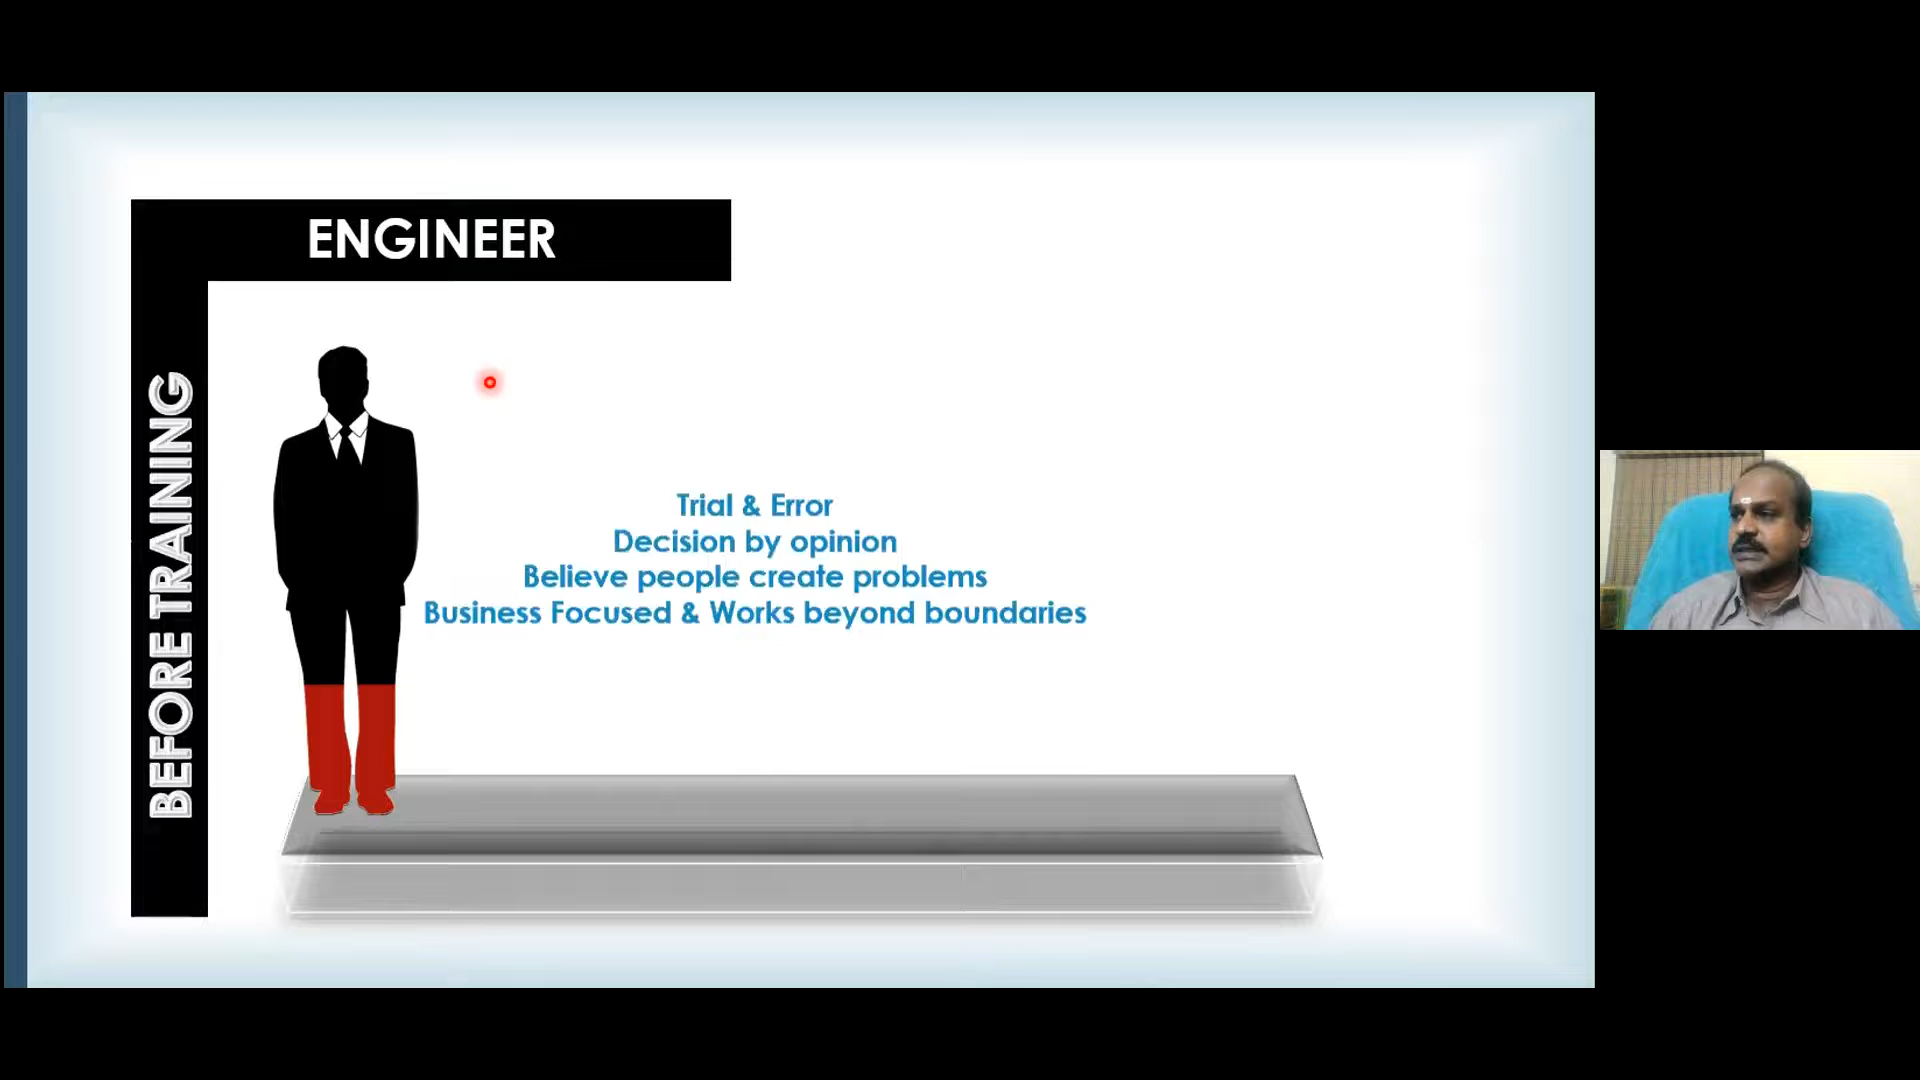 ENGINEER
BEFORE TRAINING
Trial & Error
Decision by opinion
Believe people create problems
Business Focused & Works beyond boundaries